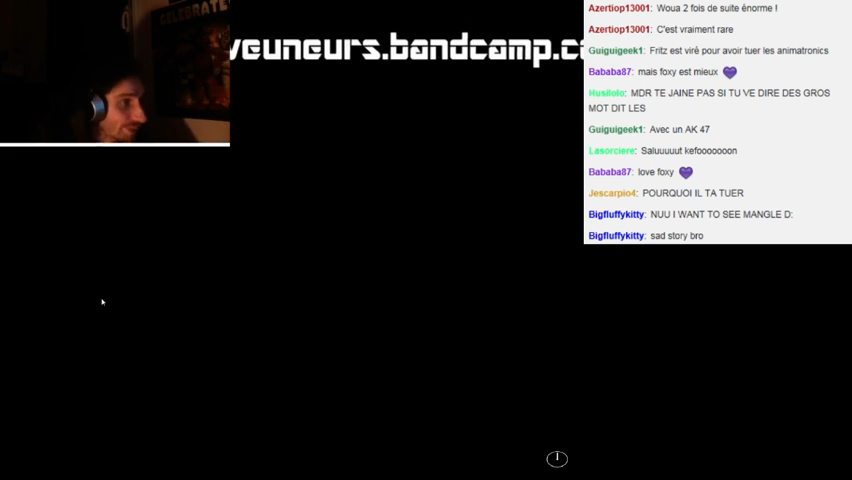 CELEBRATE!
veuneurs.bandcamp.c
Azertiop13001: Woua 2 fois de suite énorme !
Azertiop13001: C'est vraiment rare
Guiguigeek1: Fritz est viré pour avoir tuer les animatronics
Bababa87: mais foxy est mieux
Kusilolo: MDR TE JAINE PAS SI TU VE DIRE DES GROS
MOT DIT LES
Guiguigeek1: Avec un AK 47
Lasorciere: Saluuuuut kefooooooon
Bababa87: love foxy
Jescarpio4: POURQUOI IL TA TUER
Bigfluffykitty: NUU I WANT TO SEE MANGLE D:
Bigfluffykitty: sad story bro